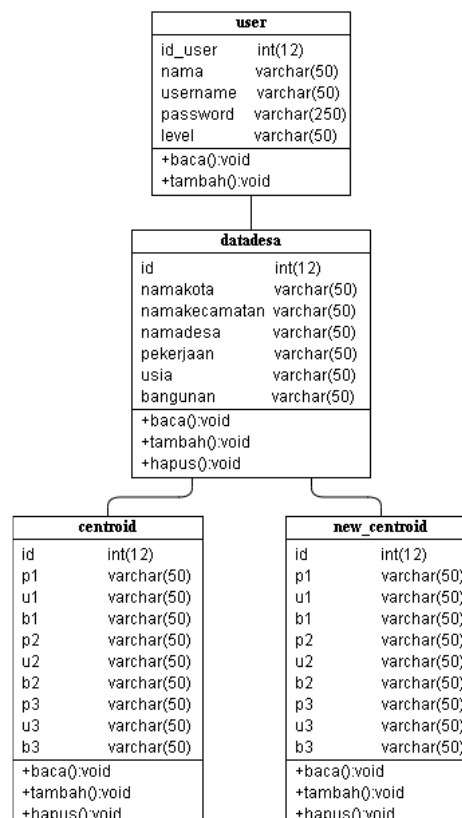 user
id_user int(12)
nama varchar(50)
username varchar(50)
password varchar(250)
level varchar(50)
+baca():void
+tambah():void
datadesa
id int(12)
namakota varchar(50)
namakecamatan varchar(50)
namadesa varchar(50)
pekerjaan varchar(50)
usia varchar(50)
bangunan varchar(50)
+baca():void
+tambah():void
+hapus():void
centroid
id int(12)
p1 varchar(50)
u1 varchar(50)
b1 varchar(50)
p2 varchar(50)
u2 varchar(50)
b2 varchar(50)
p3 varchar(50)
u3 varchar(50)
b3 varchar(50)
+baca():void
+tambah():void
+hapus():void
new_centroid
id int(12)
p1 varchar(50)
u1 varchar(50)
b1 varchar(50)
p2 varchar(50)
u2 varchar(50)
b2 varchar(50)
p3 varchar(50)
u3 varchar(50)
b3 varchar(50)
+baca():void
+tambah():void
+hapus():void